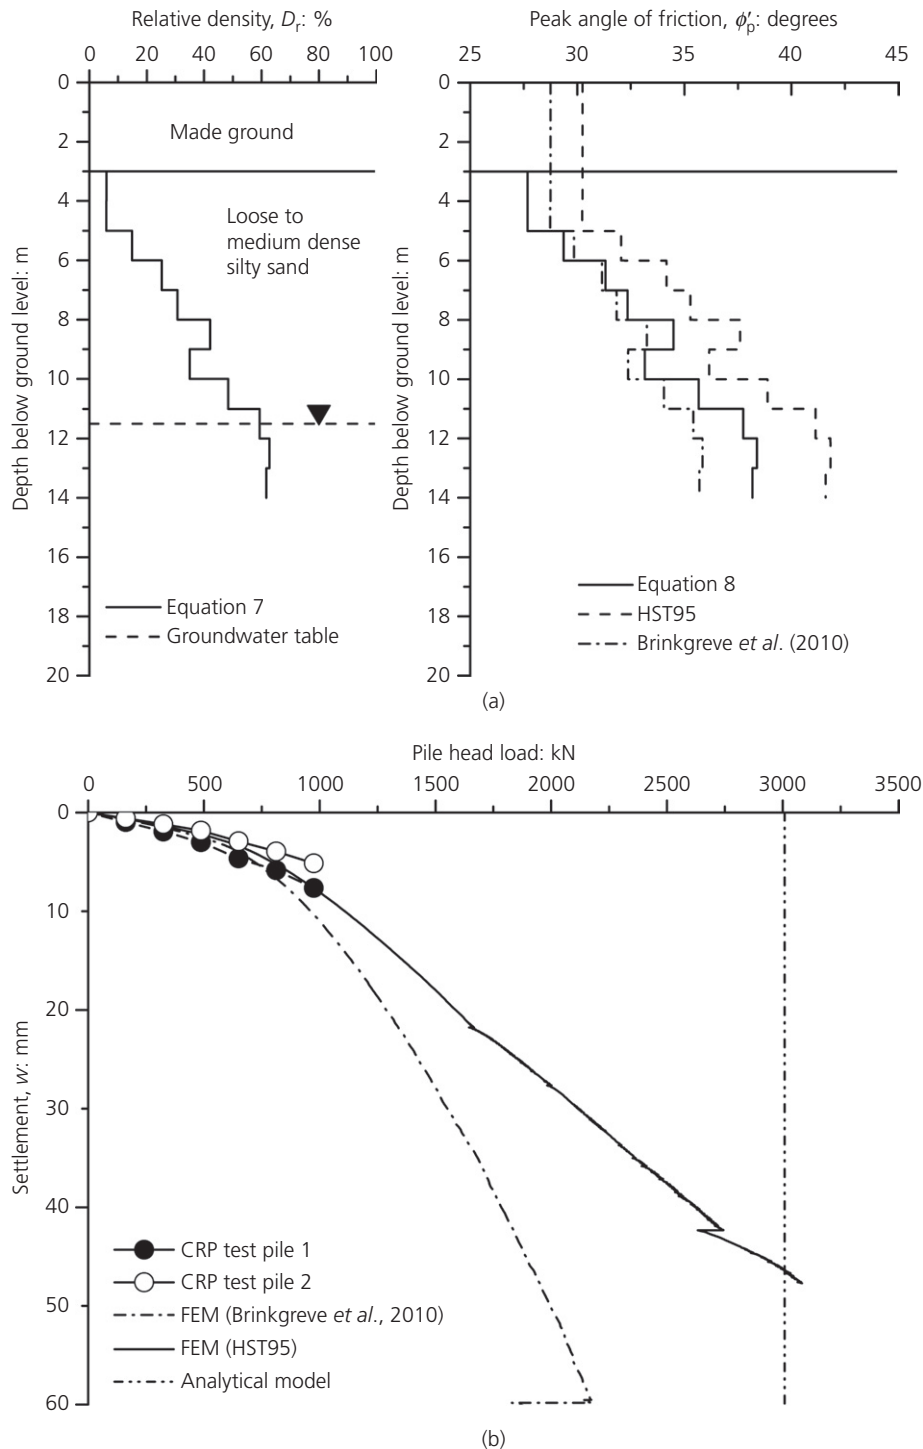 Relative density, Dr: %
0 20 40 60 80 100
0
2
4
6
8
10
12
14
16
18
20
Depth below ground level: m
Made ground
Loose to
medium dense
silty sand
Equation 7
Groundwater table
Peak angle of friction, ϕ′p: degrees
25 30 35 40 45
0
2
4
6
8
10
12
14
16
18
20
Depth below ground level: m
Equation 8
HST95
Brinkgreve et al. (2010)
(a)
Pile head load: kN
0 500 1000 1500 2000 2500 3000 3500
0
10
20
30
40
50
60
Settlement, w: mm
CRP test pile 1
CRP test pile 2
FEM (Brinkgreve et al., 2010)
FEM (HST95)
Analytical model
(b)